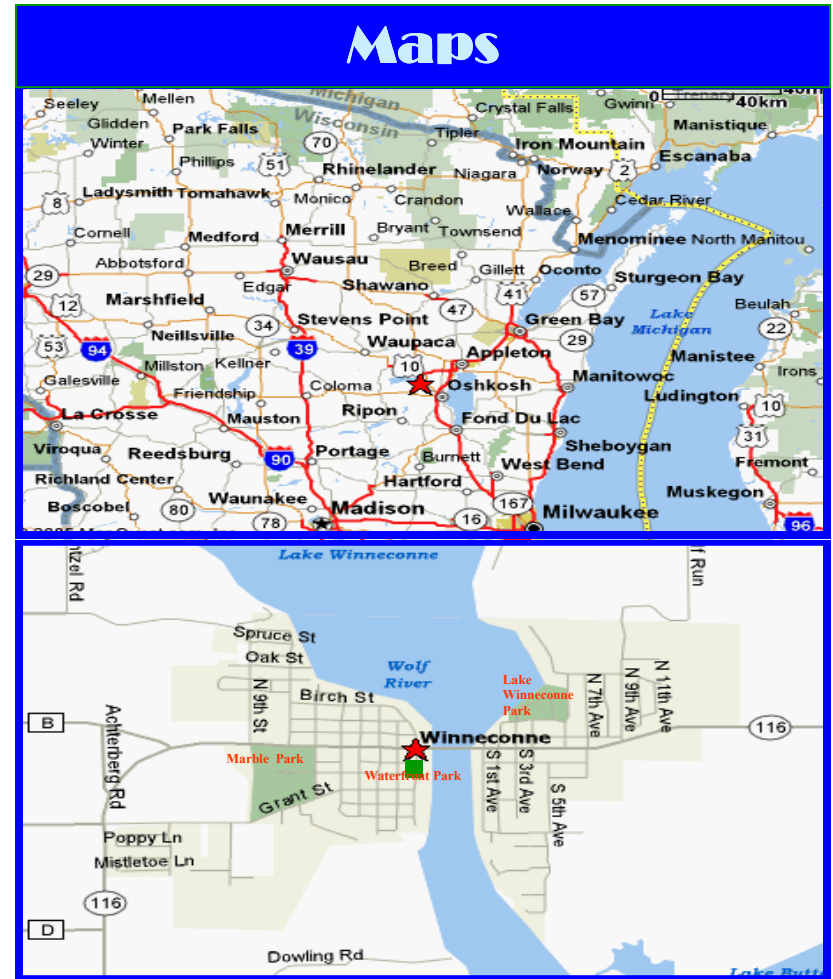 Maps
Michigan
Wisconsin
Seeley
Mellen
Crystal Falls
Gwinn
Trenary
0
40m
40km
Glidden
Park Falls
Manistique
Winter
70
Tipler
Iron Mountain
Phillips
51
Rhinelander
Niagara
Norway
2
Escanaba
8
Ladysmith
Tomahawk
Monico
Crandon
Wallace
Cedar River
Cornell
Medford
Merrill
Bryant
Townsend
Menominee
North Manitou
Abbotsford
Wausau
Breed
Gillett
Oconto
Sturgeon Bay
29
Edgar
Shawano
41
57
12
Marshfield
47
Lake
Michigan
Beulah
34
Stevens Point
Green Bay
22
53
Neillsville
Waupaca
29
94
39
Appleton
Manistee
Millston
Kellner
10
Irons
Galesville
Friendship
Coloma
Oshkosh
Manitowoc
Ludington
10
La Crosse
Mauston
Ripon
Fond Du Lac
31
Viroqua
Reedsburg
90
Portage
Burnett
Sheboygan
West Bend
Fremont
Richland Center
Waunakee
Hartford
Muskegon
Boscobel
80
78
Madison
16
167
Milwaukee
96
Lake Winneconne
ntzel Rd
f Run
Spruce St
Oak St
Wolf
River
Lake
Winneconne
Park
N 9th St
Birch St
N 7th Ave
N 9th Ave
N 11th Ave
B
Achterberg Rd
Winneconne
116
Marble Park
Waterfront Park
S 1st Ave
S 3rd Ave
S 5th Ave
Grant St
Poppy Ln
Mistletoe Ln
116
D
Dowling Rd
Lake Butt